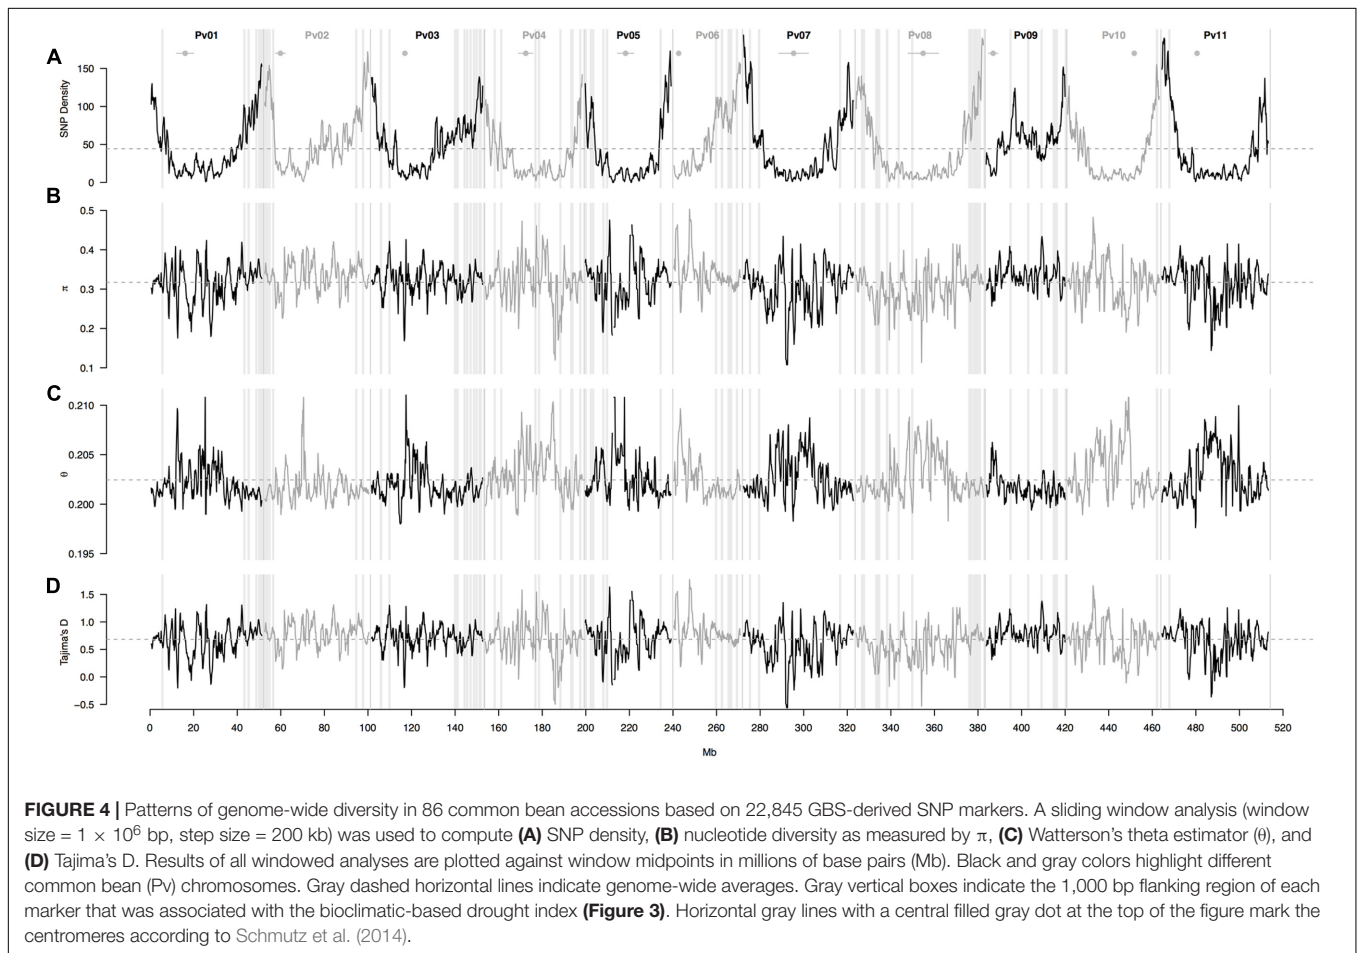 Pv01 Pv02 Pv03 Pv04 Pv05 Pv06 Pv07 Pv08 Pv09 Pv10 Pv11
A
SNP Density
150
100
50
0
B
π
0.5
0.4
0.3
0.2
0.1
C
θ
0.210
0.205
0.200
0.195
D
Tajima's D
1.5
1.0
0.5
0.0
−0.5
0 20 40 60 80 100 120 140 160 180 200 220 240 260 280 300 320 340 360 380 400 420 440 460 480 500 520
Mb
FIGURE 4 | Patterns of genome-wide diversity in 86 common bean accessions based on 22,845 GBS-derived SNP markers. A sliding window analysis (window
size = 1 × 10⁶ bp, step size = 200 kb) was used to compute (A) SNP density, (B) nucleotide diversity as measured by π, (C) Watterson's theta estimator (θ), and
(D) Tajima's D. Results of all windowed analyses are plotted against window midpoints in millions of base pairs (Mb). Black and gray colors highlight different
common bean (Pv) chromosomes. Gray dashed horizontal lines indicate genome-wide averages. Gray vertical boxes indicate the 1,000 bp flanking region of each
marker that was associated with the bioclimatic-based drought index (Figure 3). Horizontal gray lines with a central filled gray dot at the top of the figure mark the
centromeres according to Schmutz et al. (2014).